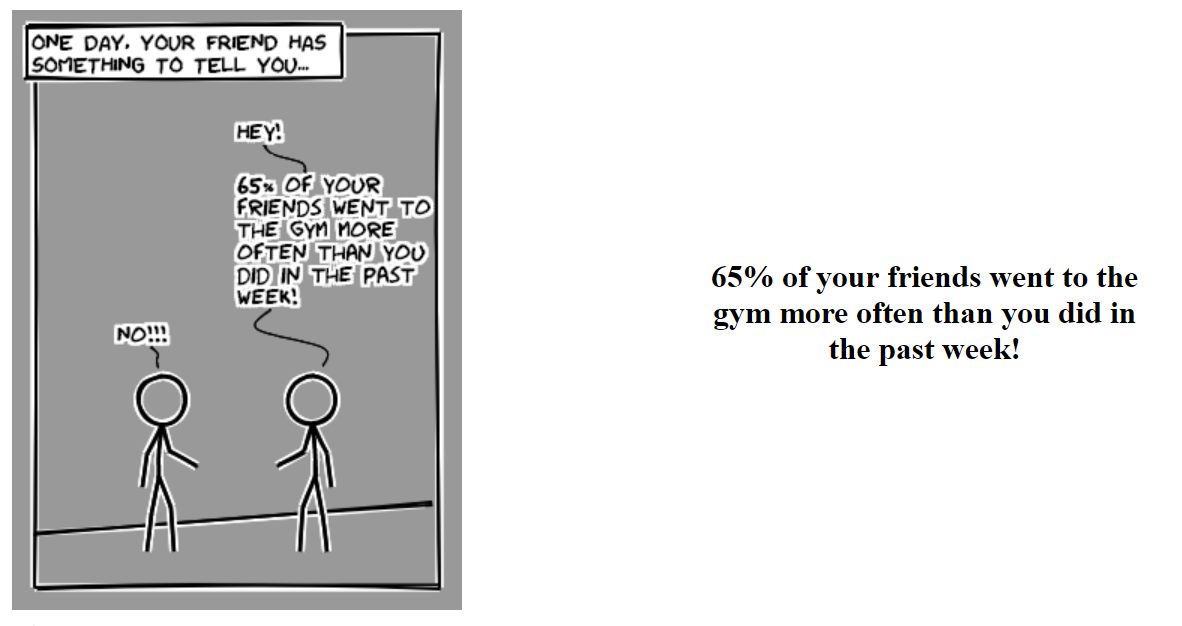 ONE DAY, YOUR FRIEND HAS
SOMETHING TO TELL YOU...
HEY!
65% OF YOUR
FRIENDS WENT TO
THE GYM MORE
OFTEN THAN YOU
DID IN THE PAST
WEEK!
NO!!!
65% of your friends went to the
gym more often than you did in
the past week!